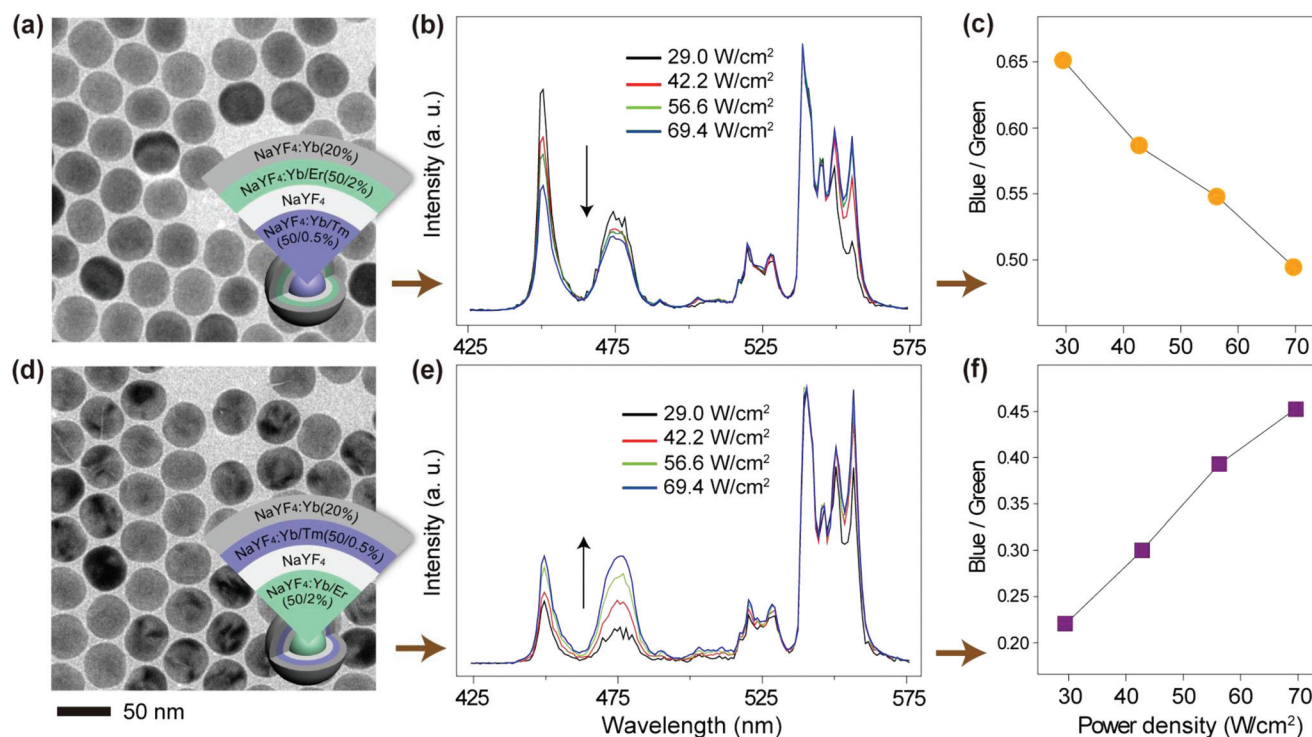 (a)
NaYF₄:Yb(20%)
NaYF₄:Yb/Er(50/2%)
NaYF₄
NaYF₄:Yb/Tm
(50/0.5%)
(b)
Intensity (a. u.)
29.0 W/cm²
42.2 W/cm²
56.6 W/cm²
69.4 W/cm²
425 475 525 575
(c)
Blue / Green
0.65
0.60
0.55
0.50
30 40 50 60 70
(d)
NaYF₄:Yb(20%)
NaYF₄:Yb/Tm(50/0.5%)
NaYF₄
NaYF₄:Yb/Er
(50/2%)
50 nm
(e)
Intensity (a. u.)
29.0 W/cm²
42.2 W/cm²
56.6 W/cm²
69.4 W/cm²
425 475 525 575
Wavelength (nm)
(f)
Blue / Green
0.45
0.40
0.35
0.30
0.25
0.20
30 40 50 60 70
Power density (W/cm²)